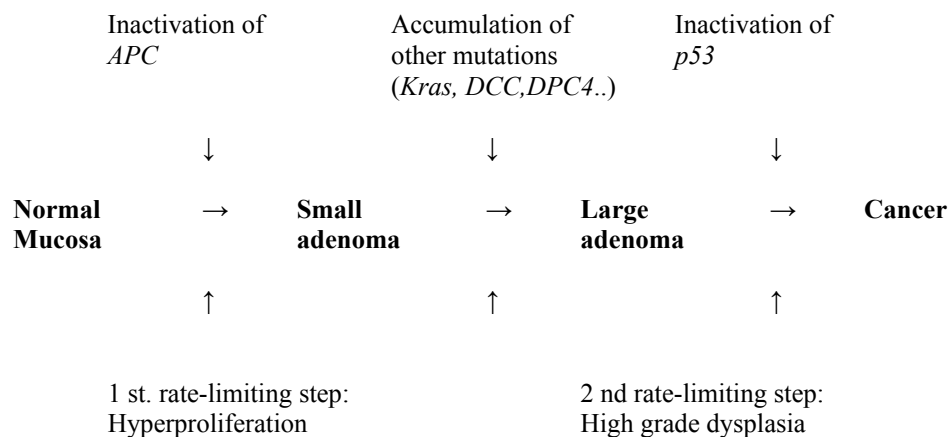 Inactivation of
APC
Accumulation of
other mutations
(Kras, DCC,DPC4..)
Inactivation of
p53
↓ ↓ ↓
Normal
Mucosa
→
Small
adenoma
→
Large
adenoma
→
Cancer
↑ ↑ ↑
1 st. rate-limiting step:
Hyperproliferation
2 nd rate-limiting step:
High grade dysplasia